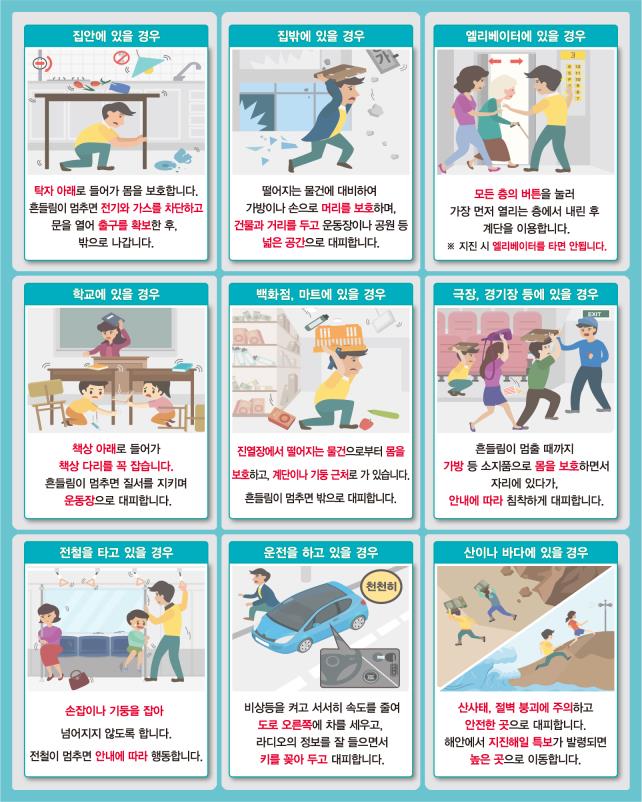 집안에 있을 경우
탁자 아래로 들어가 몸을 보호합니다.
흔들림이 멈추면 전기와 가스를 차단하고
문을 열어 출구를 확보한 후,
밖으로 나갑니다.
집밖에 있을 경우
떨어지는 물건에 대비하여
가방이나 손으로 머리를 보호하며,
건물과 거리를 두고 운동장이나 공원 등
넓은 공간으로 대피합니다.
엘리베이터에 있을 경우
모든 층의 버튼을 눌러
가장 먼저 열리는 층에서 내린 후
계단을 이용합니다.
※ 지진 시 엘리베이터를 타면 안됩니다.
학교에 있을 경우
책상 아래로 들어가
책상 다리를 꼭 잡습니다.
흔들림이 멈추면 질서를 지키며
운동장으로 대피합니다.
백화점, 마트에 있을 경우
진열장에서 떨어지는 물건으로부터 몸을
보호하고, 계단이나 기둥 근처로 가 있습니다.
흔들림이 멈추면 밖으로 대피합니다.
극장, 경기장 등에 있을 경우
EXIT
흔들림이 멈출 때까지
가방 등 소지품으로 몸을 보호하면서
자리에 있다가,
안내에 따라 침착하게 대피합니다.
전철을 타고 있을 경우
손잡이나 기둥을 잡아
넘어지지 않도록 합니다.
전철이 멈추면 안내에 따라 행동합니다.
운전을 하고 있을 경우
천천히
비상등을 켜고 서서히 속도를 줄여
도로 오른쪽에 차를 세우고,
라디오의 정보를 잘 들으면서
키를 꽂아 두고 대피합니다.
산이나 바다에 있을 경우
산사태, 절벽 붕괴에 주의하고
안전한 곳으로 대피합니다.
해안에서 지진해일 특보가 발령되면
높은 곳으로 이동합니다.